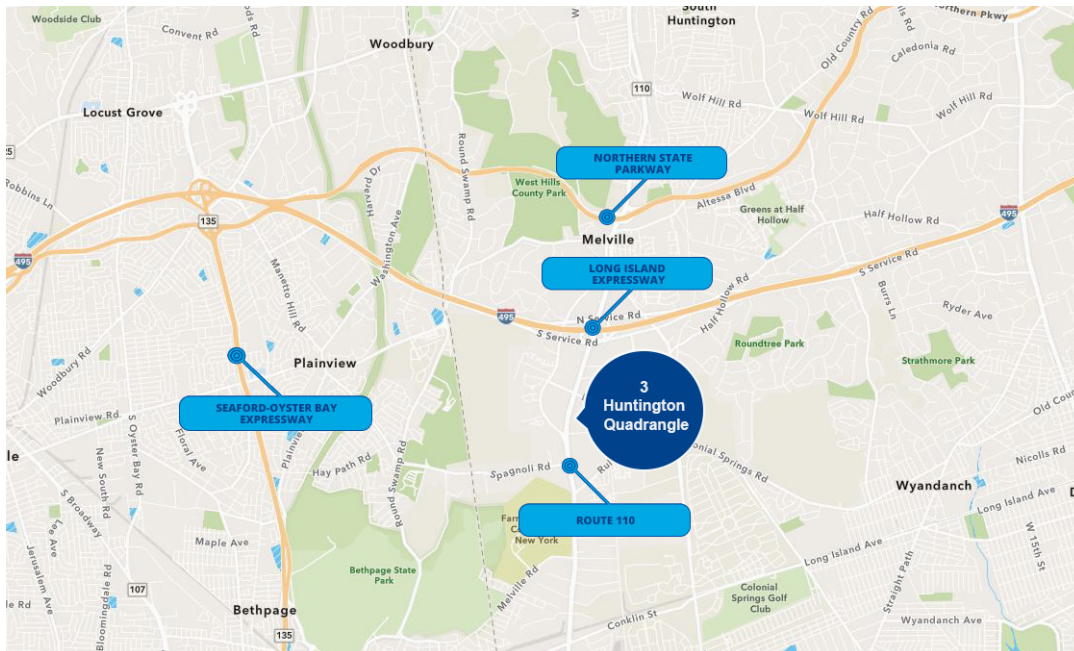 Woodside Club
Convent Rd
Woodbury
South
Huntington
Northern Pkwy
Old Country Rd
Caledonia Rd
110
Wolf Hill Rd
Wolf Hill Rd
Wolf Hill Rd
Locust Grove
Robbins Ln
Harvard Dr
Round Swamp Rd
West Hills
County Park
NORTHERN STATE
PARKWAY
Altessa Blvd
Greens at Half
Hollow
Half Hollow Rd
495
135
Melville
495
Washington Ave
Manetto Hill Rd
LONG ISLAND
EXPRESSWAY
S Service Rd
Half Hollow Rd
Burrs Ln
Ryder Ave
495
N Service Rd
S Service Rd
Roundtree Park
Strathmore Park
Woodbury Rd
Plainview
3
Huntington
Quadrangle
SEAFORD-OYSTER BAY
EXPRESSWAY
Plainview Rd
S Oyster Bay Rd
New South Rd
Floral Ave
Hay Path Rd
Round Swamp Rd
Spagnoli Rd
Colonial Springs Rd
Nicolls Rd
Wyandanch
Long Island Ave
S Broadway
Lee Ave
Jerusalem Ave
Maple Ave
ROUTE 110
New York
W 15th St
Long Island Ave
Straight Path
Bethpage State
Park
Melville Rd
107
Bloomingdale Rd
Bethpage
135
Colonial
Springs Golf
Club
Conklin St
Wyandanch Ave